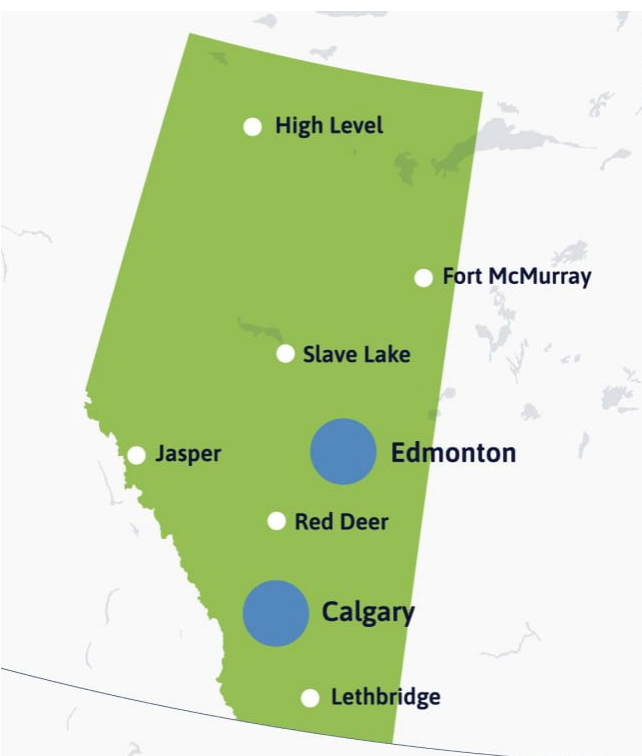 High Level
Fort McMurray
Slave Lake
Jasper
Edmonton
Red Deer
Calgary
Lethbridge